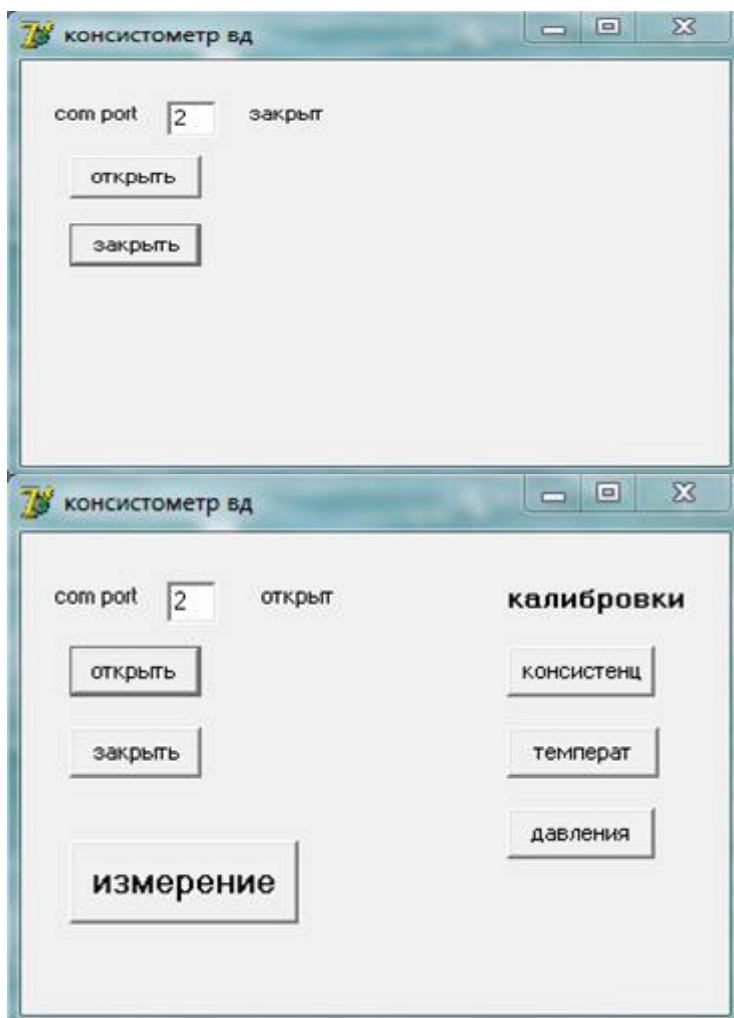 консистометр вд
com port 2 закрыт
открыть
закрыть
консистометр вд
com port 2 открыт калибровки
открыть консистенц
закрыть температ
давления
измерение